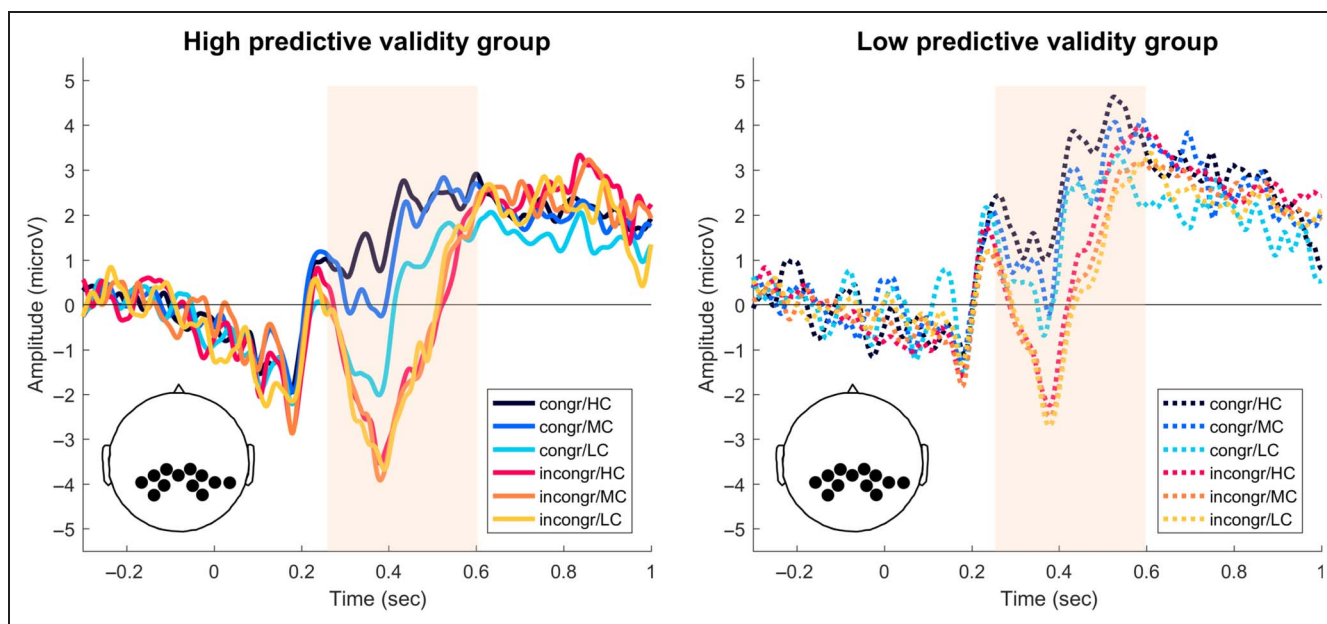 High predictive validity group
5
4
3
2
1
0
–1
–2
–3
–4
–5
Amplitude (microV)
–0.2
0
0.2
0.4
0.6
0.8
1
Time (sec)
congr/HC
congr/MC
congr/LC
incongr/HC
incongr/MC
incongr/LC
Low predictive validity group
5
4
3
2
1
0
–1
–2
–3
–4
–5
Amplitude (microV)
–0.2
0
0.2
0.4
0.6
0.8
1
Time (sec)
congr/HC
congr/MC
congr/LC
incongr/HC
incongr/MC
incongr/LC